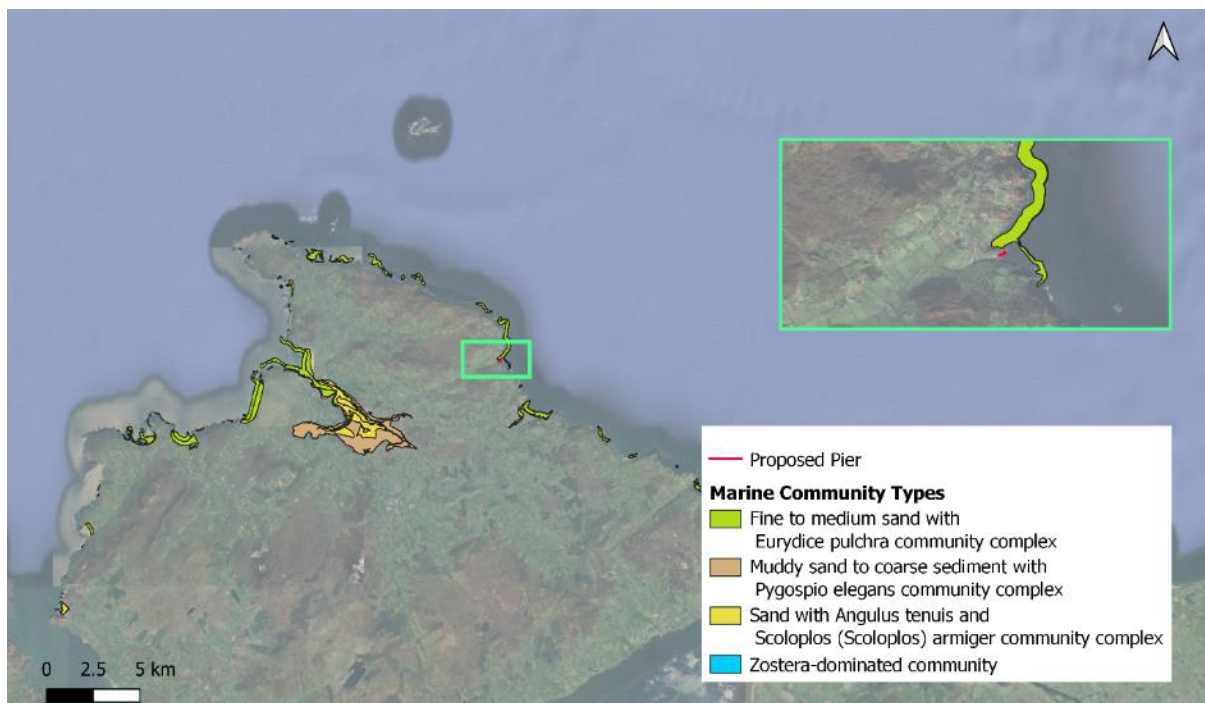 Proposed Pier
Marine Community Types
Fine to medium sand with
Eurydice pulchra community complex
Muddy sand to coarse sediment with
Pygospio elegans community complex
Sand with Angulus tenuis and
Scoloplos (Scoloplos) armiger community complex
Zostera-dominated community
0 2.5 5 km